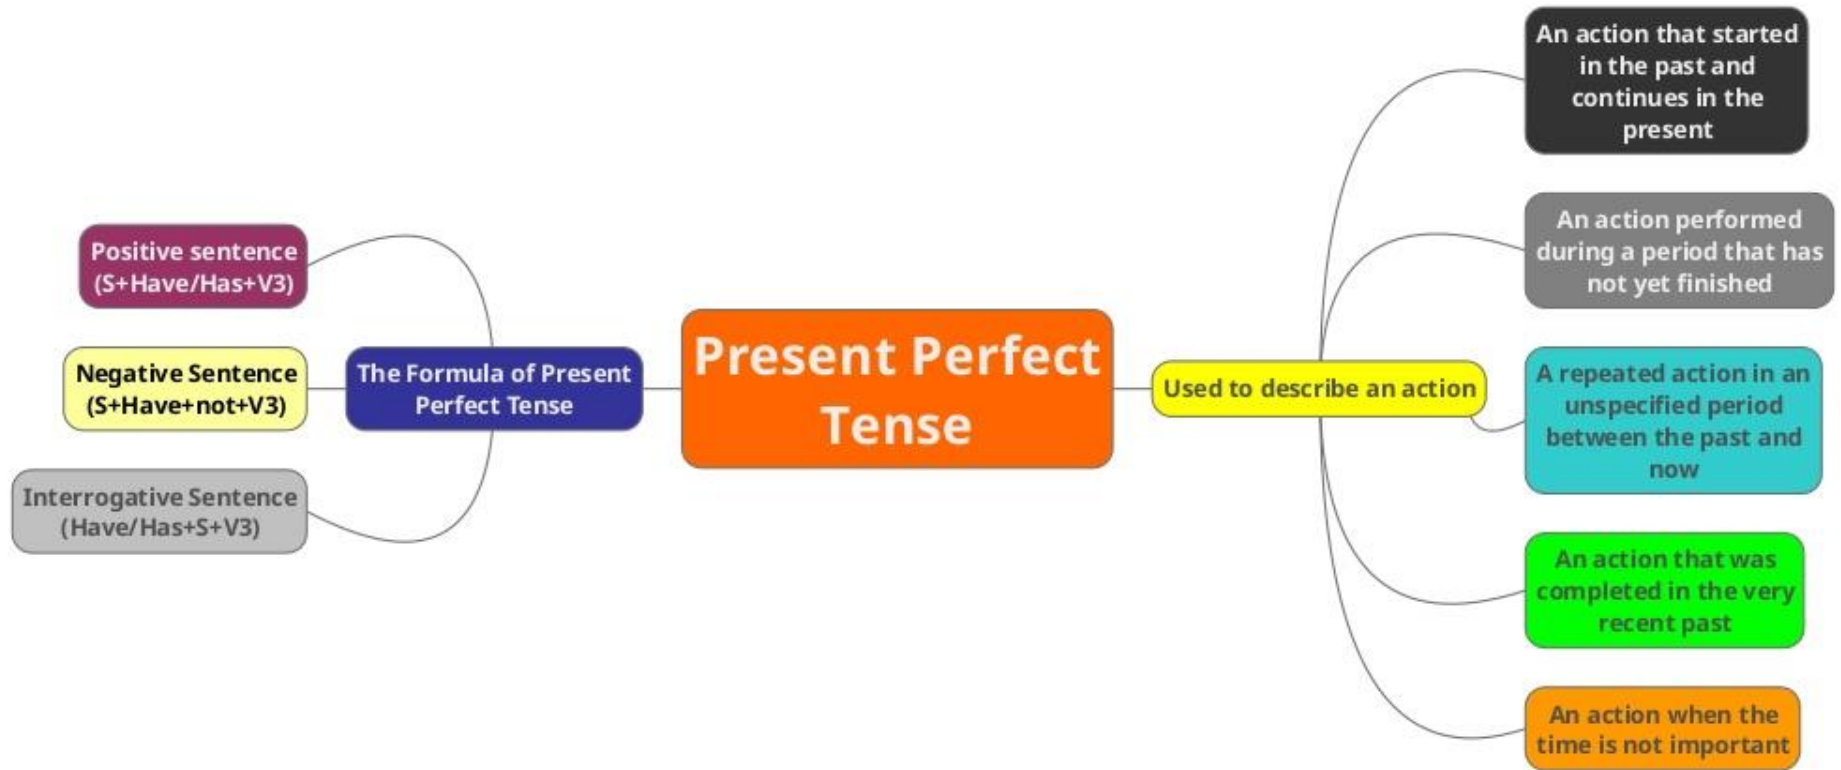 Present Perfect
Tense
The Formula of Present
Perfect Tense
Positive sentence
(S+Have/Has+V3)
Negative Sentence
(S+Have+not+V3)
Interrogative Sentence
(Have/Has+S+V3)
Used to describe an action
An action that started
in the past and
continues in the
present
An action performed
during a period that has
not yet finished
A repeated action in an
unspecified period
between the past and
now
An action that was
completed in the very
recent past
An action when the
time is not important